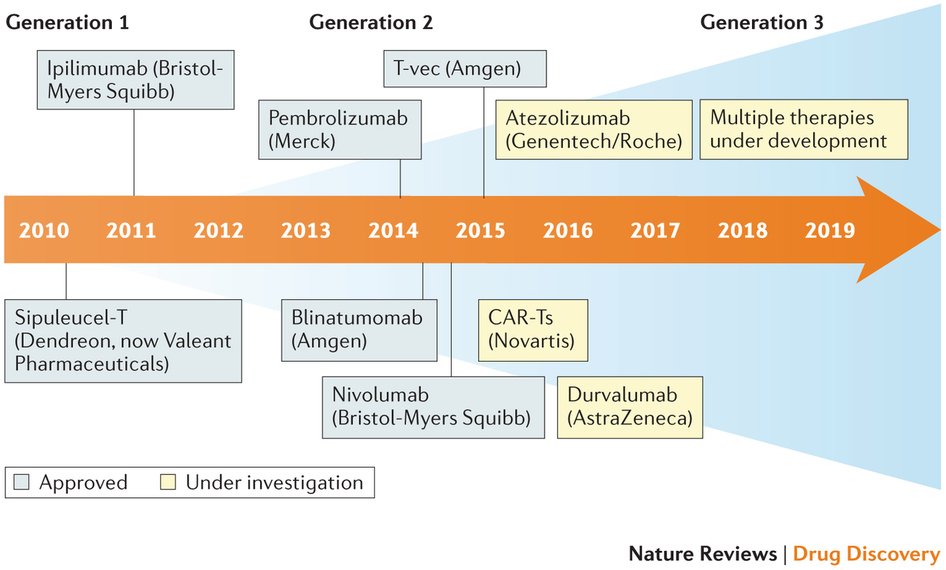 Generation 1
Generation 2
Generation 3
Ipilimumab (Bristol-
Myers Squibb)
T-vec (Amgen)
Pembrolizumab
(Merck)
Atezolizumab
(Genentech/Roche)
Multiple therapies
under development
2010 2011 2012 2013 2014 2015 2016 2017 2018 2019
Sipuleucel-T
(Dendreon, now Valeant
Pharmaceuticals)
Blinatumomab
(Amgen)
CAR-Ts
(Novartis)
Nivolumab
(Bristol-Myers Squibb)
Durvalumab
(AstraZeneca)
Approved
Under investigation
Nature Reviews | Drug Discovery